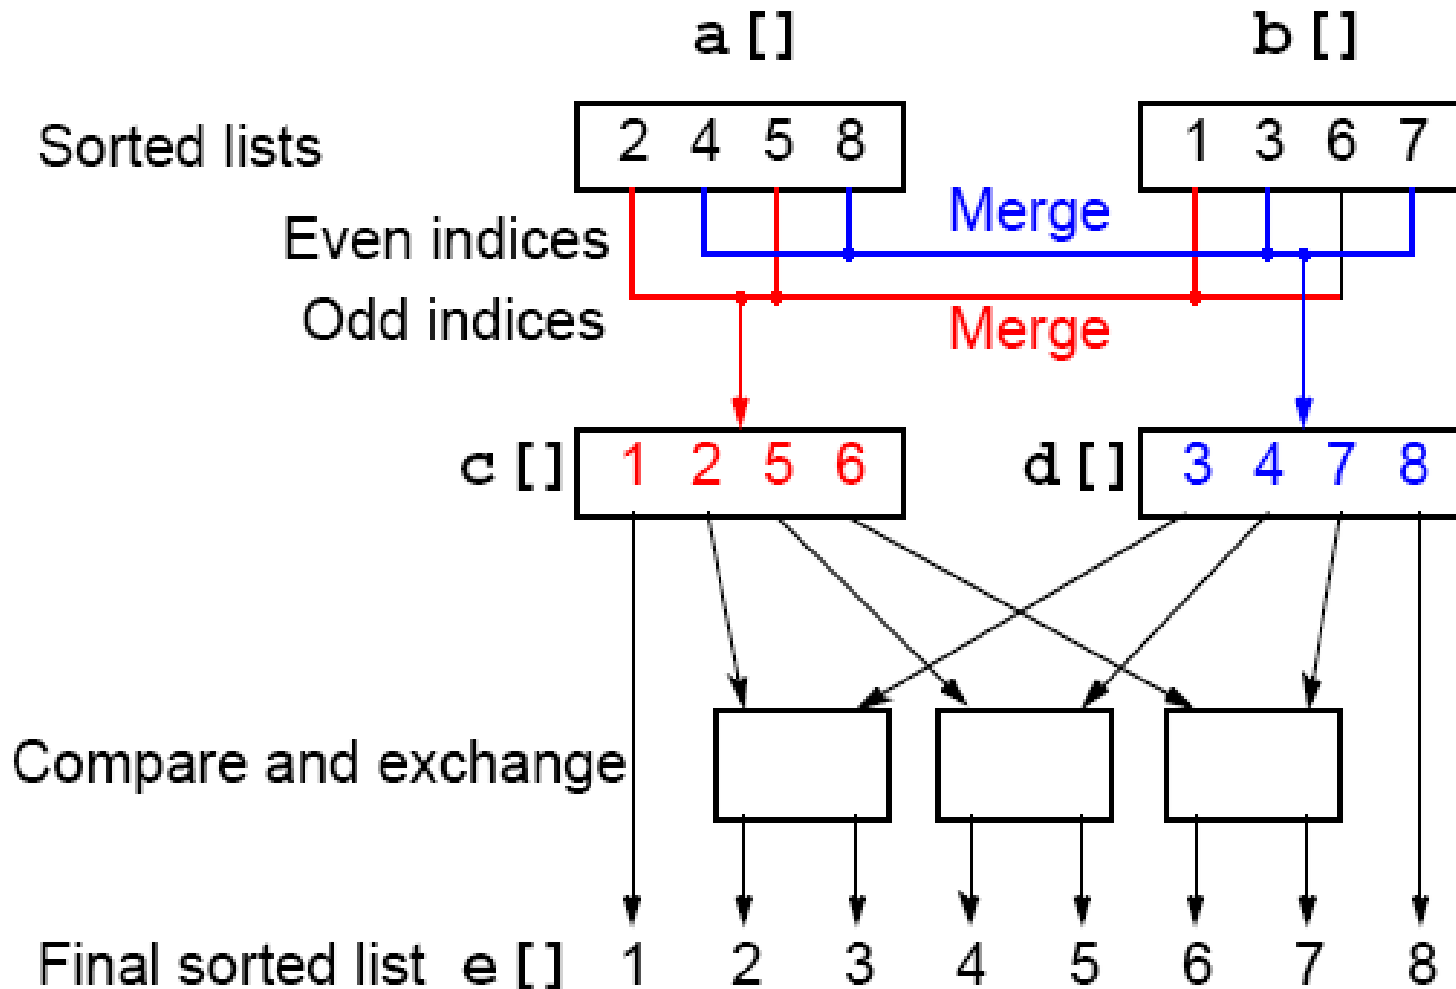 a[] b[]
Sorted lists 2 4 5 8 1 3 6 7
Merge
Even indices
Odd indices
Merge
c[] 1 2 5 6 d[] 3 4 7 8
Compare and exchange
Final sorted list e[] 1 2 3 4 5 6 7 8